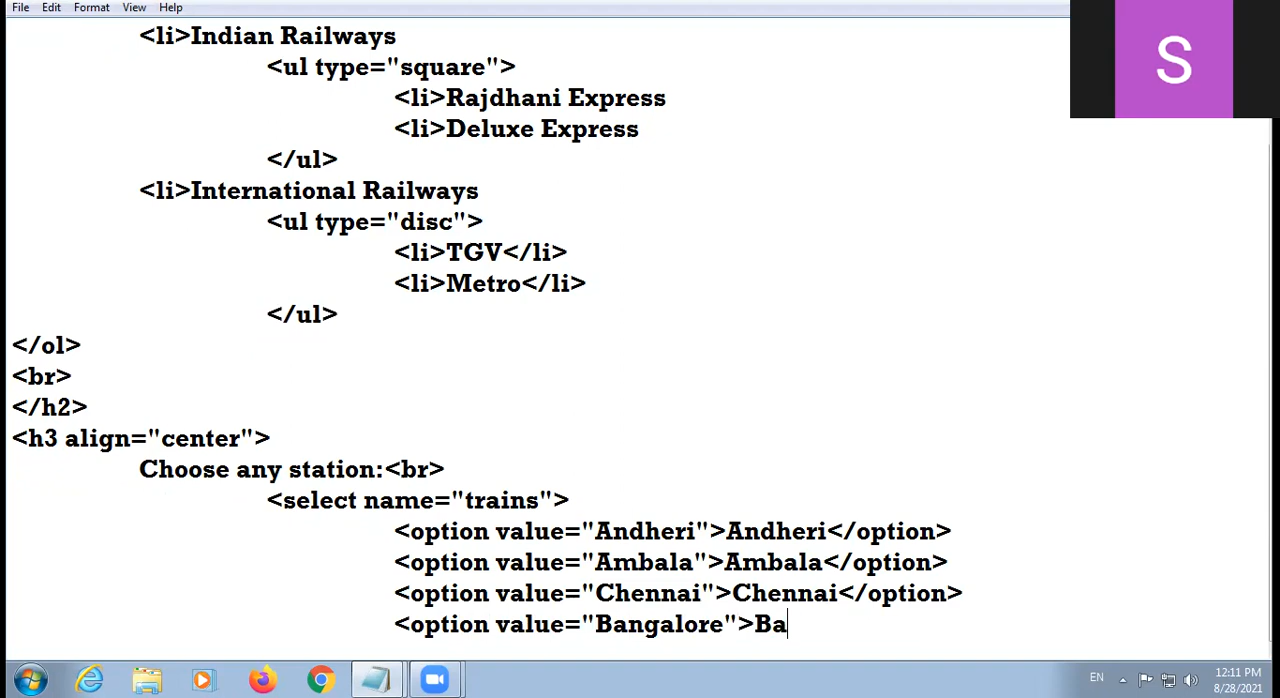 File Edit Format View Help
<li>Indian Railways
<ul type="square">
<li>Rajdhani Express
<li>Deluxe Express
</ul>
<li>International Railways
<ul type="disc">
<li>TGV</li>
<li>Metro</li>
</ul>
</ol>
<br>
</h2>
<h3 align="center">
Choose any station:<br>
<select name="trains">
<option value="Andheri">Andheri</option>
<option value="Ambala">Ambala</option>
<option value="Chennai">Chennai</option>
<option value="Bangalore">Ba
S
EN
12:11 PM
8/28/2021